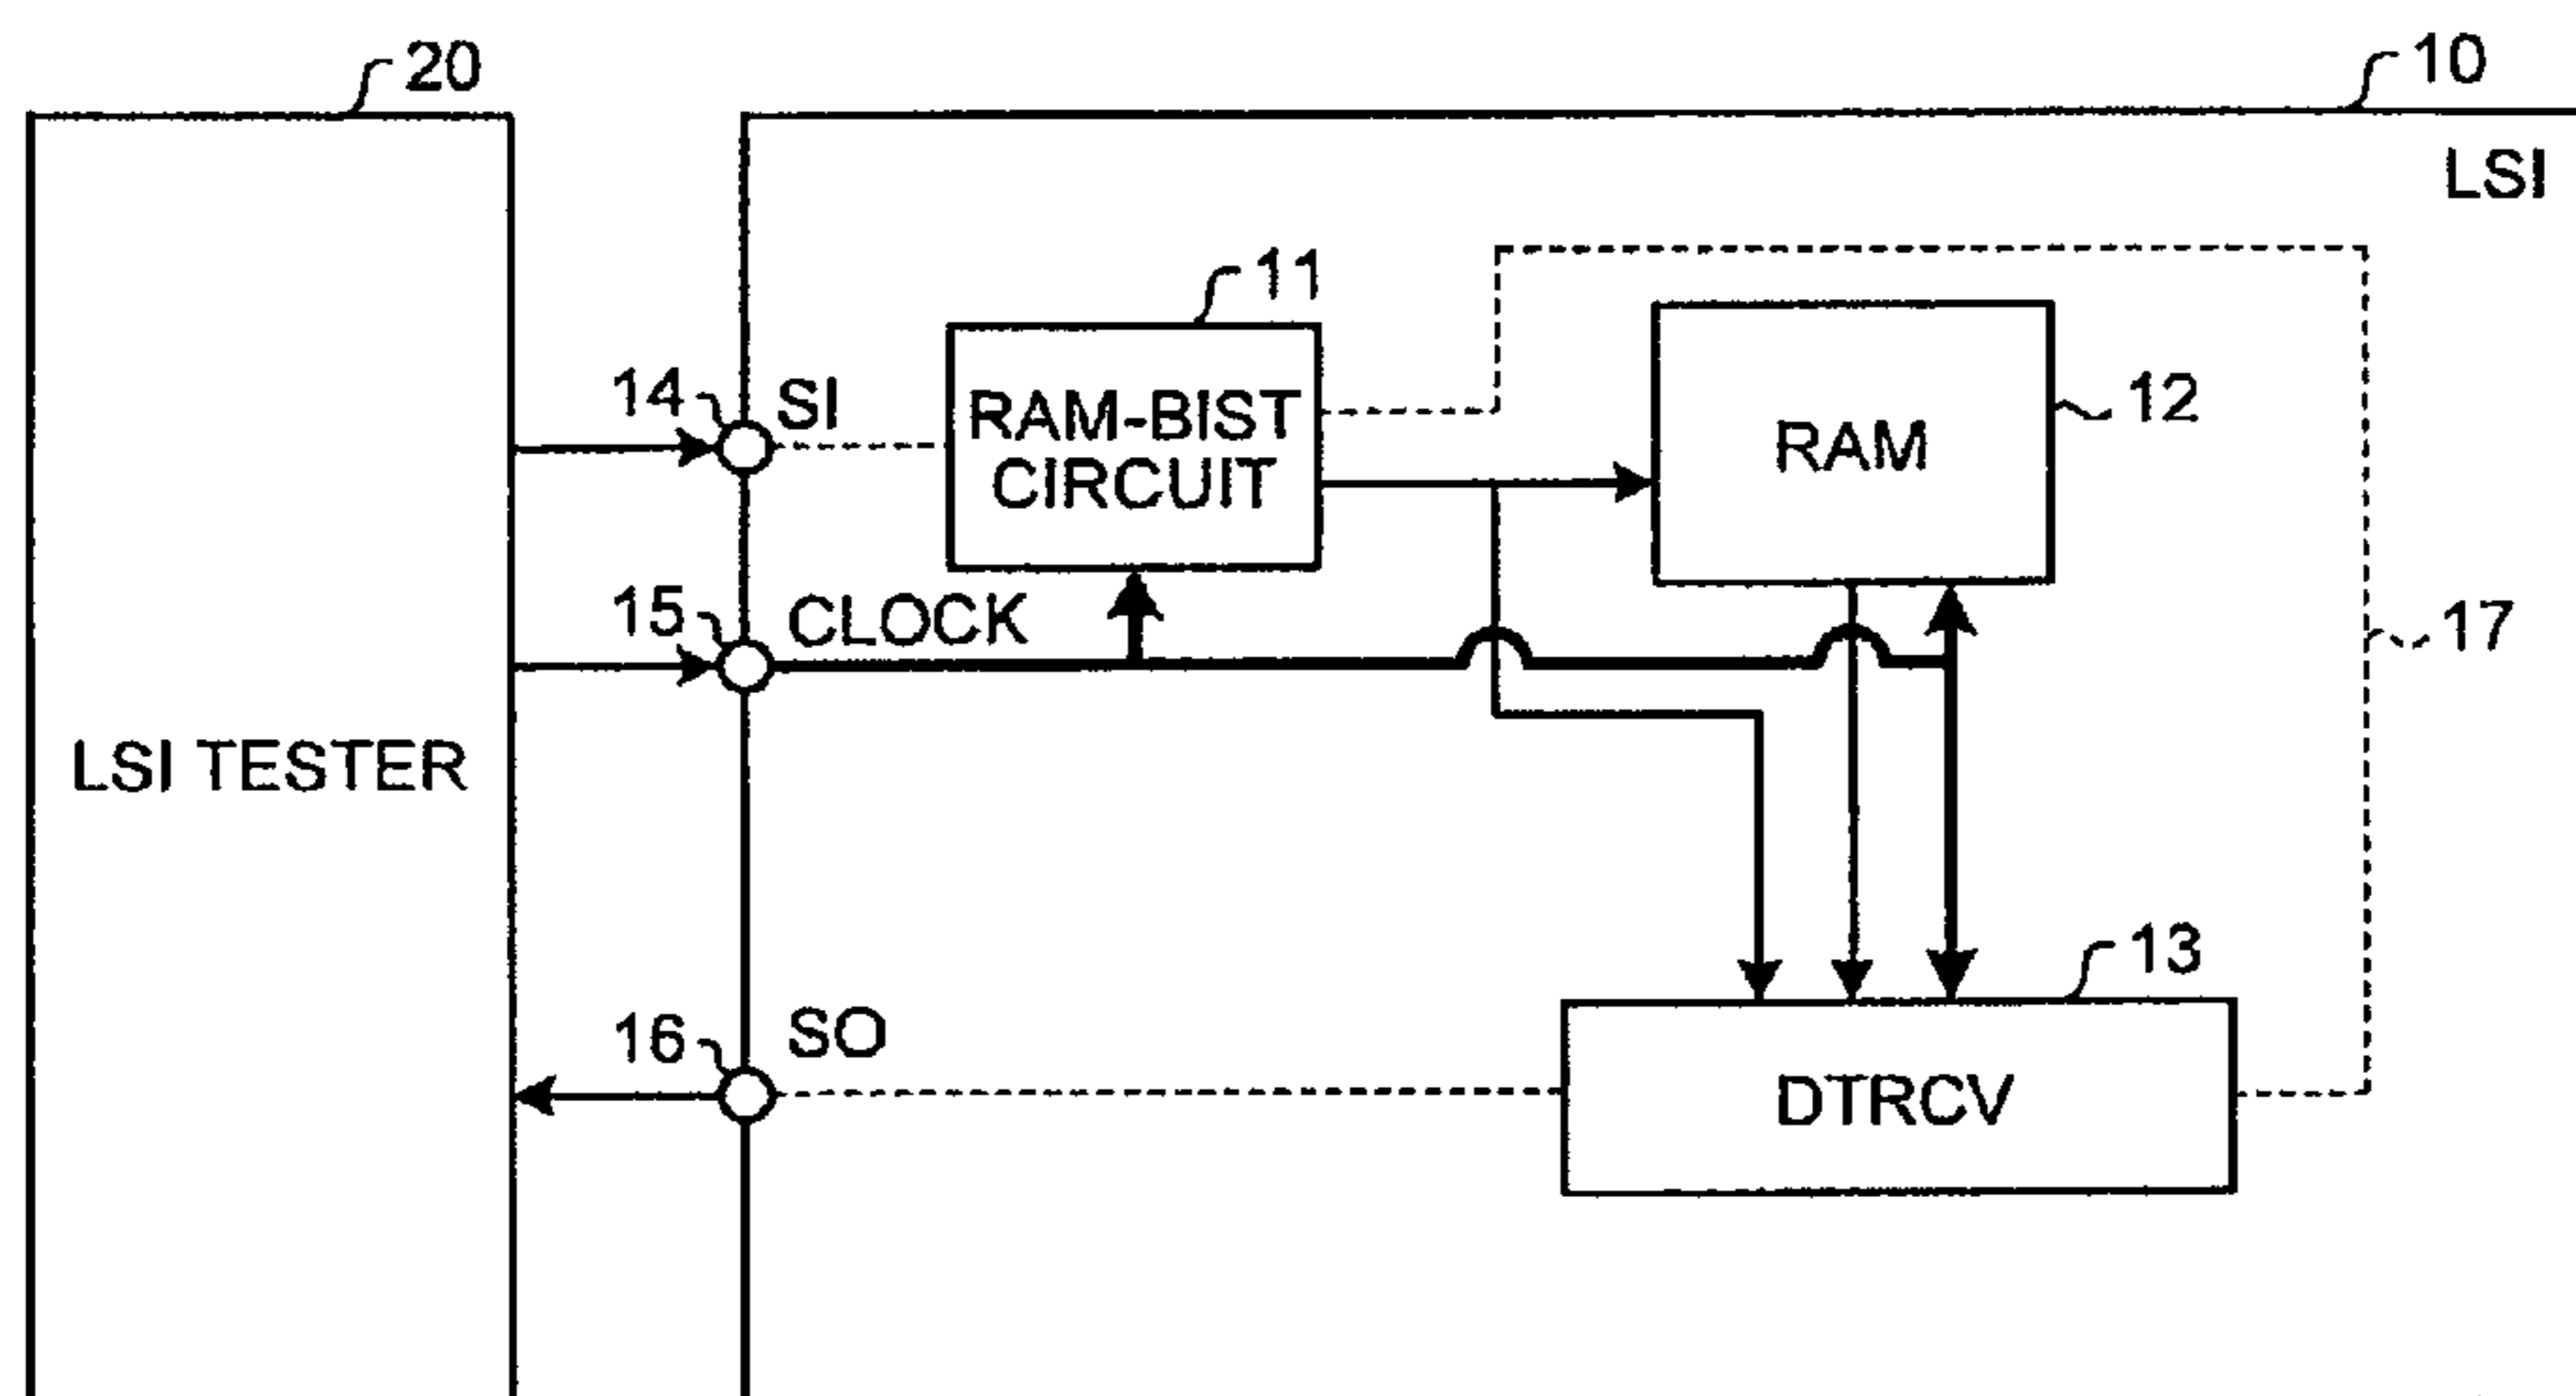 20
10
LSI
11
14
SI
RAM-BIST
CIRCUIT
RAM
12
15
CLOCK
17
LSI TESTER
13
16
SO
DTRCV